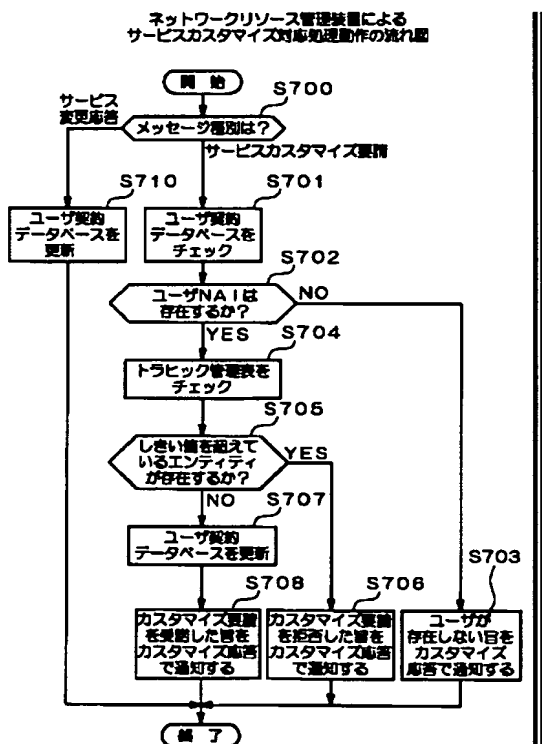 ネットワークリソース管理装置による
サービスカスタマイズ対応処理動作の流れ図
開始
S700
メッセージ種別は？
サービス
変更応答
サービスカスタマイズ要請
S710
ユーザ契約
データベースを
更新
S701
ユーザ契約
データベースを
チェック
S702
ユーザNAIは
存在するか？
NO
YES
S704
トラヒック管理表を
チェック
S705
しきい値を超えて
いるエンティティ
が存在するか？
YES
NO
S707
ユーザ契約
データベースを更新
S708
カスタマイズ要請
を受諾した旨を
カスタマイズ応答
で通知する
S706
カスタマイズ要請
を拒否した旨を
カスタマイズ応答
で通知する
S703
ユーザが
存在しない旨を
カスタマイズ
応答で通知する
終了